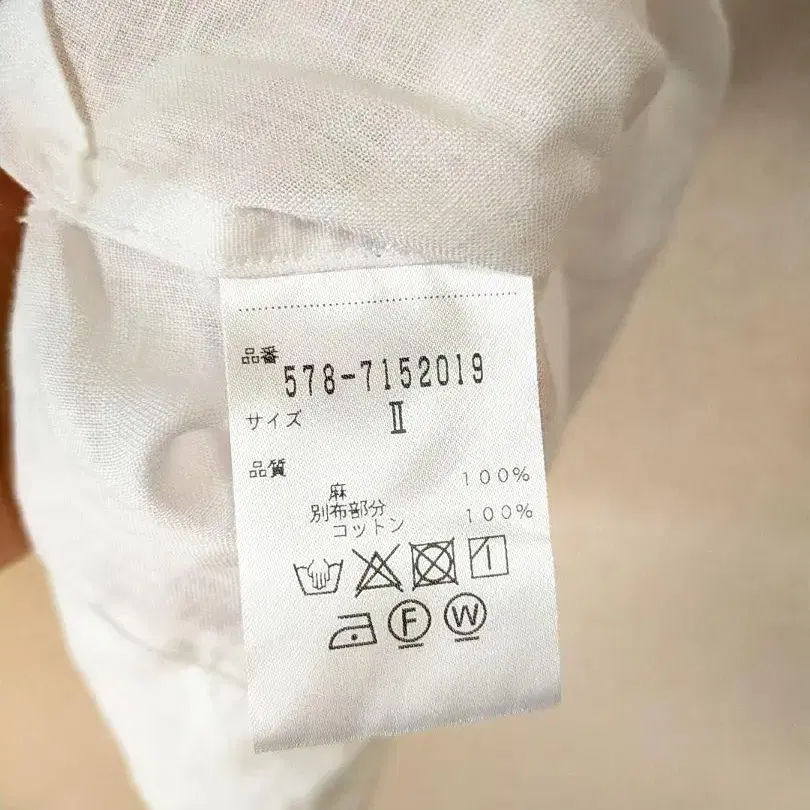 品番
578-7152019
サイズ II
品質
麻 100%
別布部分
コットン 100%
F W